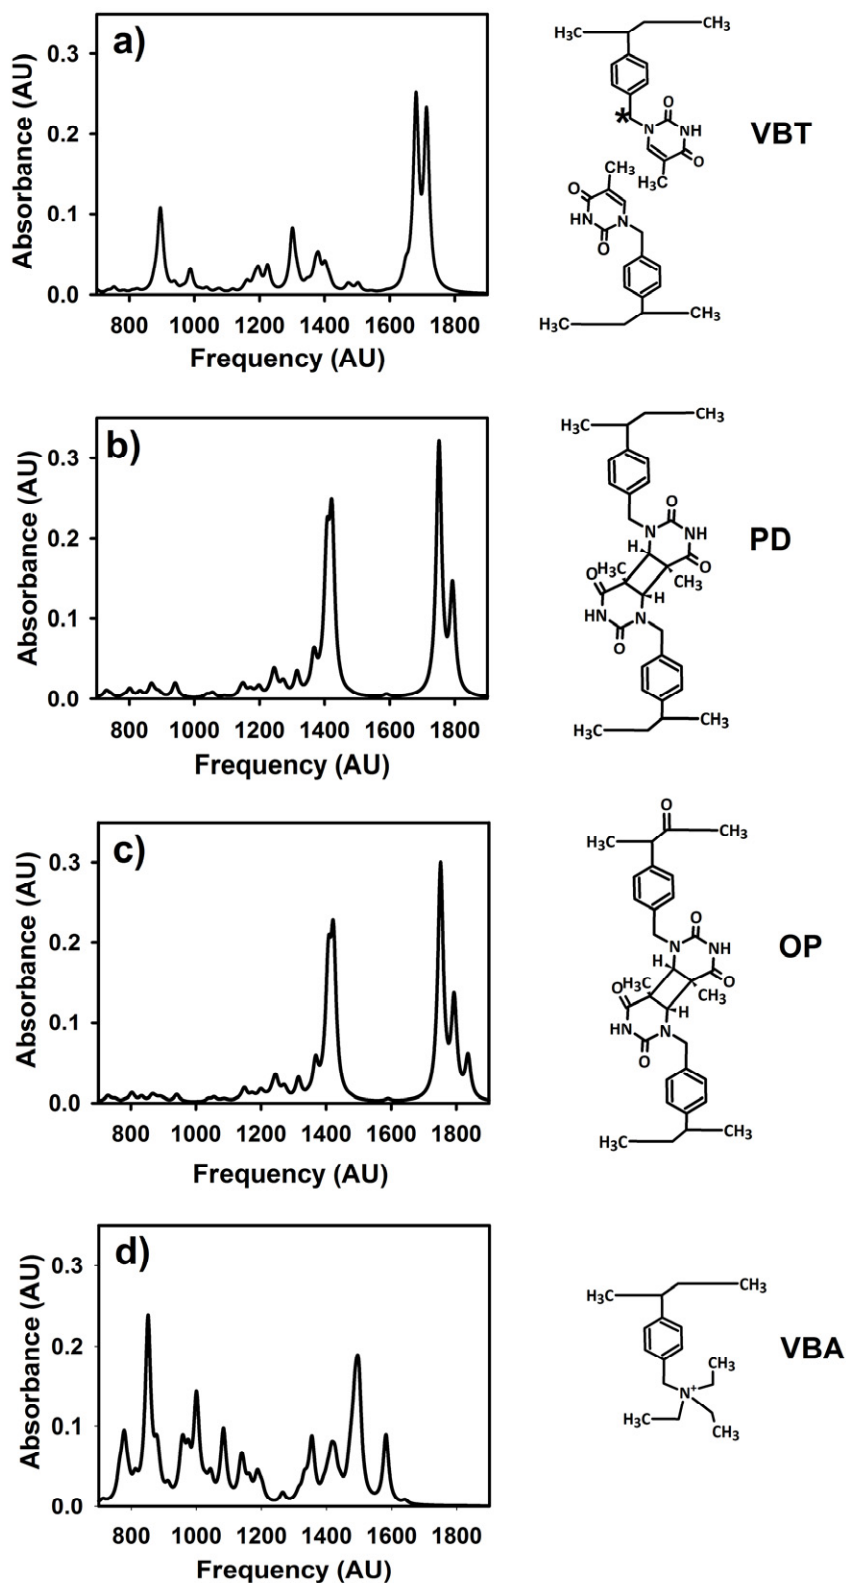 a)
Absorbance (AU)
0.3
0.2
0.1
0.0
800 1000 1200 1400 1600 1800
Frequency (AU)
H₃C CH₃
*
O
N NH
O
H₃C
CH₃
O
HN N
O
H₃C CH₃
VBT
b)
Absorbance (AU)
0.3
0.2
0.1
0.0
800 1000 1200 1400 1600 1800
Frequency (AU)
H₃C CH₃
O
N NH
H
O
H₃C
O CH₃
H
HN N
O
H₃C CH₃
PD
c)
Absorbance (AU)
0.3
0.2
0.1
0.0
800 1000 1200 1400 1600 1800
Frequency (AU)
O
H₃C CH₃
O
N NH
H
O
H₃C
O CH₃
H
HN N
O
H₃C CH₃
OP
d)
Absorbance (AU)
0.3
0.2
0.1
0.0
800 1000 1200 1400 1600 1800
Frequency (AU)
H₃C CH₃
CH₃
N⁺
H₃C
CH₃
VBA